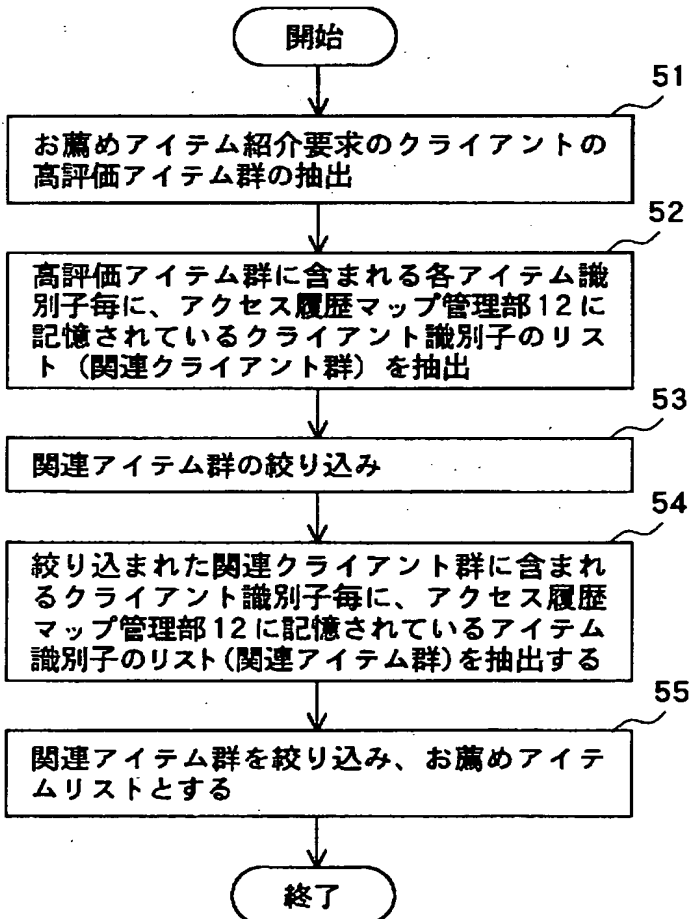 開始
51
お薦めアイテム紹介要求のクライアントの
高評価アイテム群の抽出
52
高評価アイテム群に含まれる各アイテム識
別子毎に、アクセス履歴マップ管理部12に
記憶されているクライアント識別子のリス
ト（関連クライアント群）を抽出
53
関連アイテム群の絞り込み
54
絞り込まれた関連クライアント群に含まれ
るクライアント識別子毎に、アクセス履歴
マップ管理部12に記憶されているアイテム
識別子のリスト(関連アイテム群)を抽出する
55
関連アイテム群を絞り込み、お薦めアイテ
ムリストとする
終了